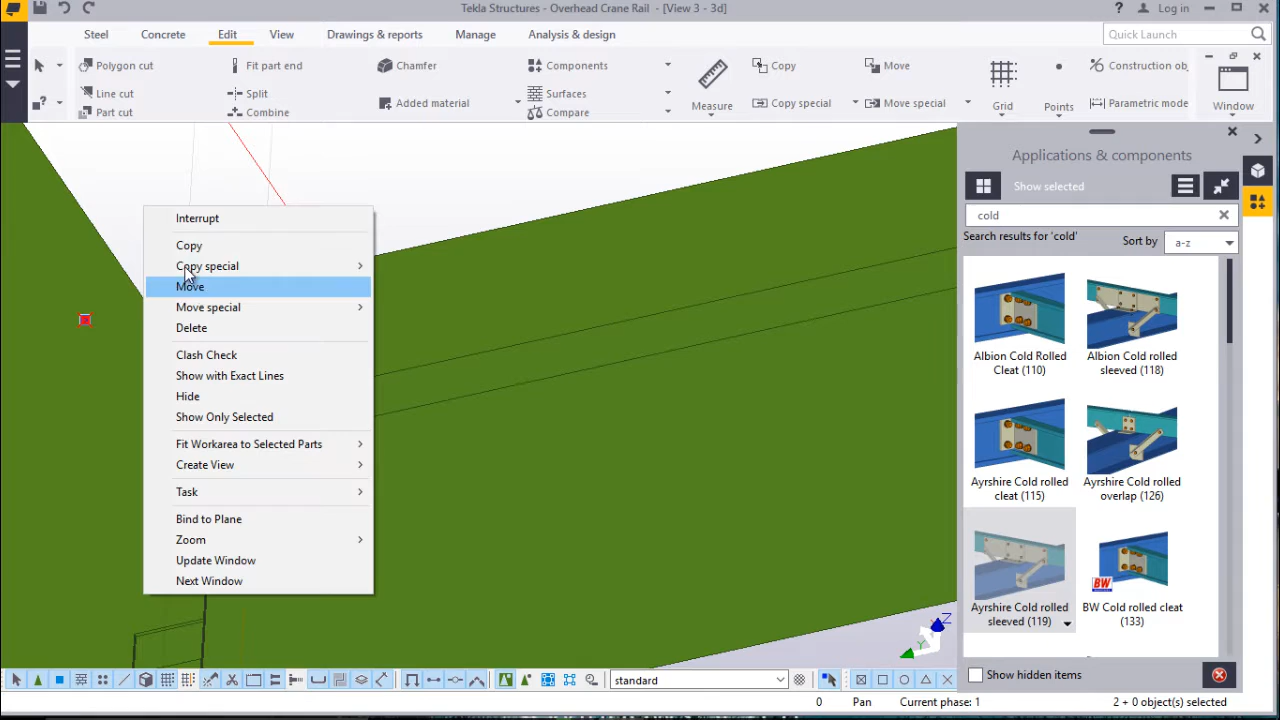 Tekla Structures - Overhead Crane Rail - [View 3 - 3d]
? Log in
Steel Concrete Edit View Drawings & reports Manage Analysis & design
Quick Launch
Polygon cut
Line cut
Part cut
Fit part end
Split
Combine
Chamfer
Added material
Components
Surfaces
Compare
Measure
Copy
Copy special
Move
Move special
Grid
Points
Construction obj
Parametric mode
Window
Interrupt
Copy
Copy special
Move
Move special
Delete
Clash Check
Show with Exact Lines
Hide
Show Only Selected
Fit Workarea to Selected Parts
Create View
Task
Bind to Plane
Zoom
Update Window
Next Window
Z
Y
Applications & components
Show selected
cold
Search results for 'cold'
Sort by
a-z
Albion Cold Rolled
Cleat (110)
Albion Cold rolled
sleeved (118)
Ayrshire Cold rolled
cleat (115)
Ayrshire Cold rolled
overlap (126)
Ayrshire Cold rolled
sleeved (119)
BW
BW Cold rolled cleat
(133)
Show hidden items
standard
0 Pan Current phase: 1 2 + 0 object(s) selected